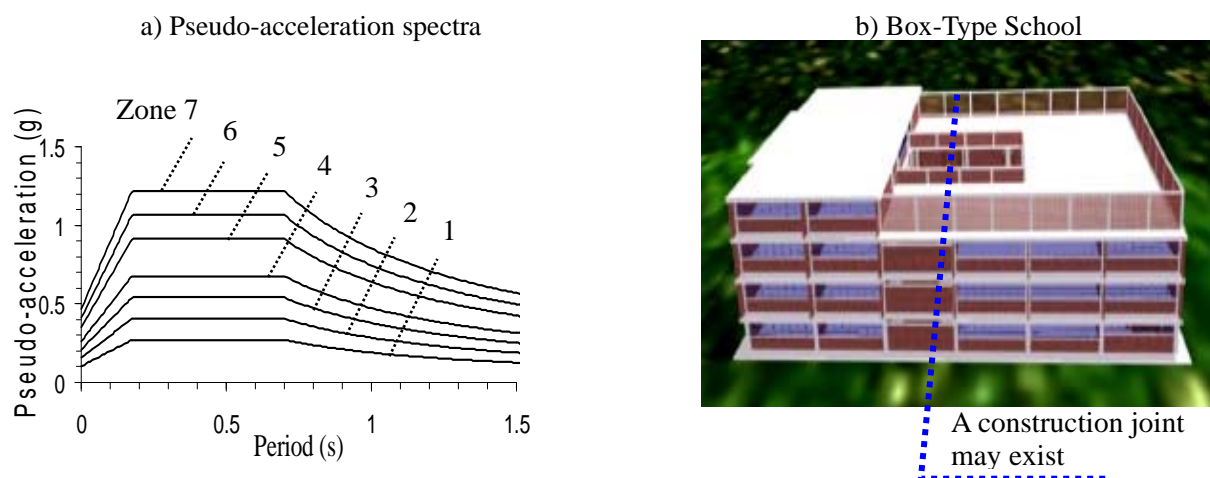 a) Pseudo-acceleration spectra
Zone 7
6
5
4
3
2
1
Pseudo-acceleration (g)
1.5
1
0.5
0
0
0.5
1
1.5
Period (s)
b) Box-Type School
A construction joint
may exist